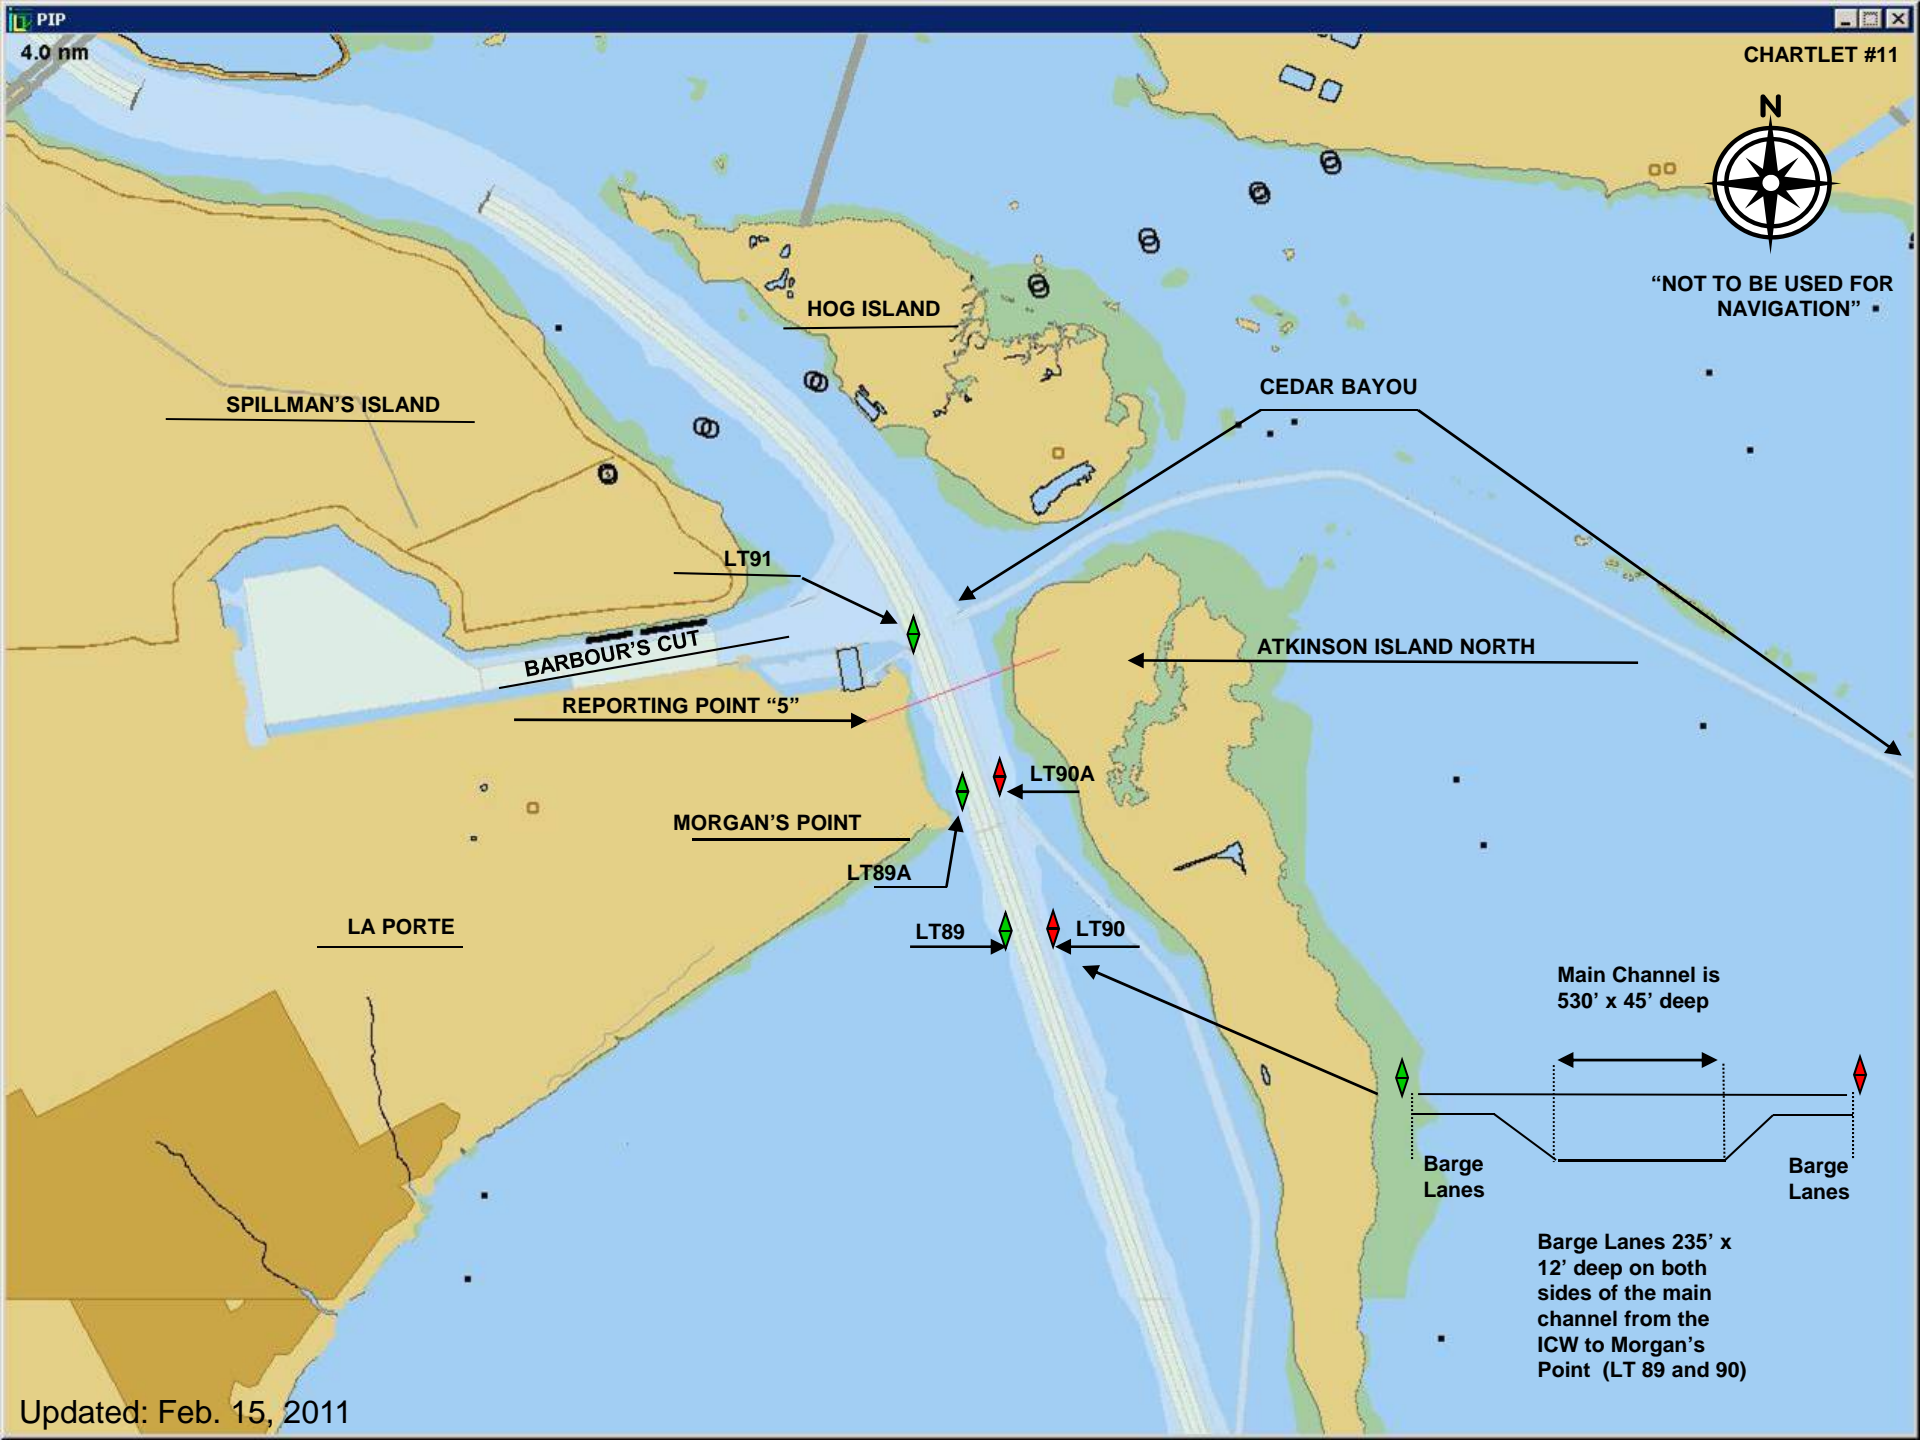 PIP
4.0 nm
CHARTLET #11
N
“NOT TO BE USED FOR
NAVIGATION”
HOG ISLAND
SPILLMAN’S ISLAND
CEDAR BAYOU
LT91
BARBOUR’S CUT
ATKINSON ISLAND NORTH
REPORTING POINT “5”
LT90A
MORGAN’S POINT
LT89A
LA PORTE
LT89
LT90
Main Channel is
530’ x 45’ deep
Barge
Lanes
Barge
Lanes
Barge Lanes 235’ x
12’ deep on both
sides of the main
channel from the
ICW to Morgan’s
Point (LT 89 and 90)
Updated: Feb. 15, 2011